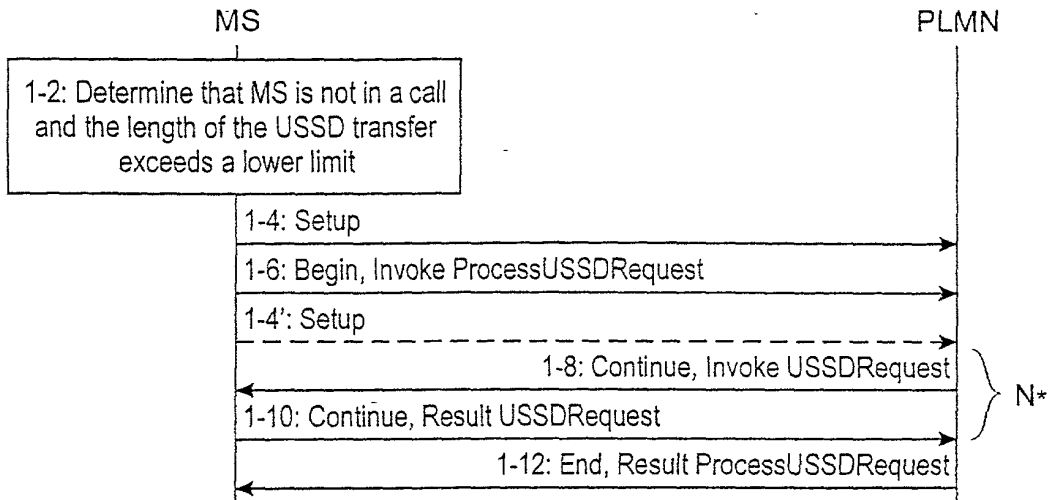 MS
PLMN
1-2: Determine that MS is not in a call
and the length of the USSD transfer
exceeds a lower limit
1-4: Setup
1-6: Begin, Invoke ProcessUSSDRequest
1-4': Setup
1-8: Continue, Invoke USSDRequest
N*
1-10: Continue, Result USSDRequest
1-12: End, Result ProcessUSSDRequest